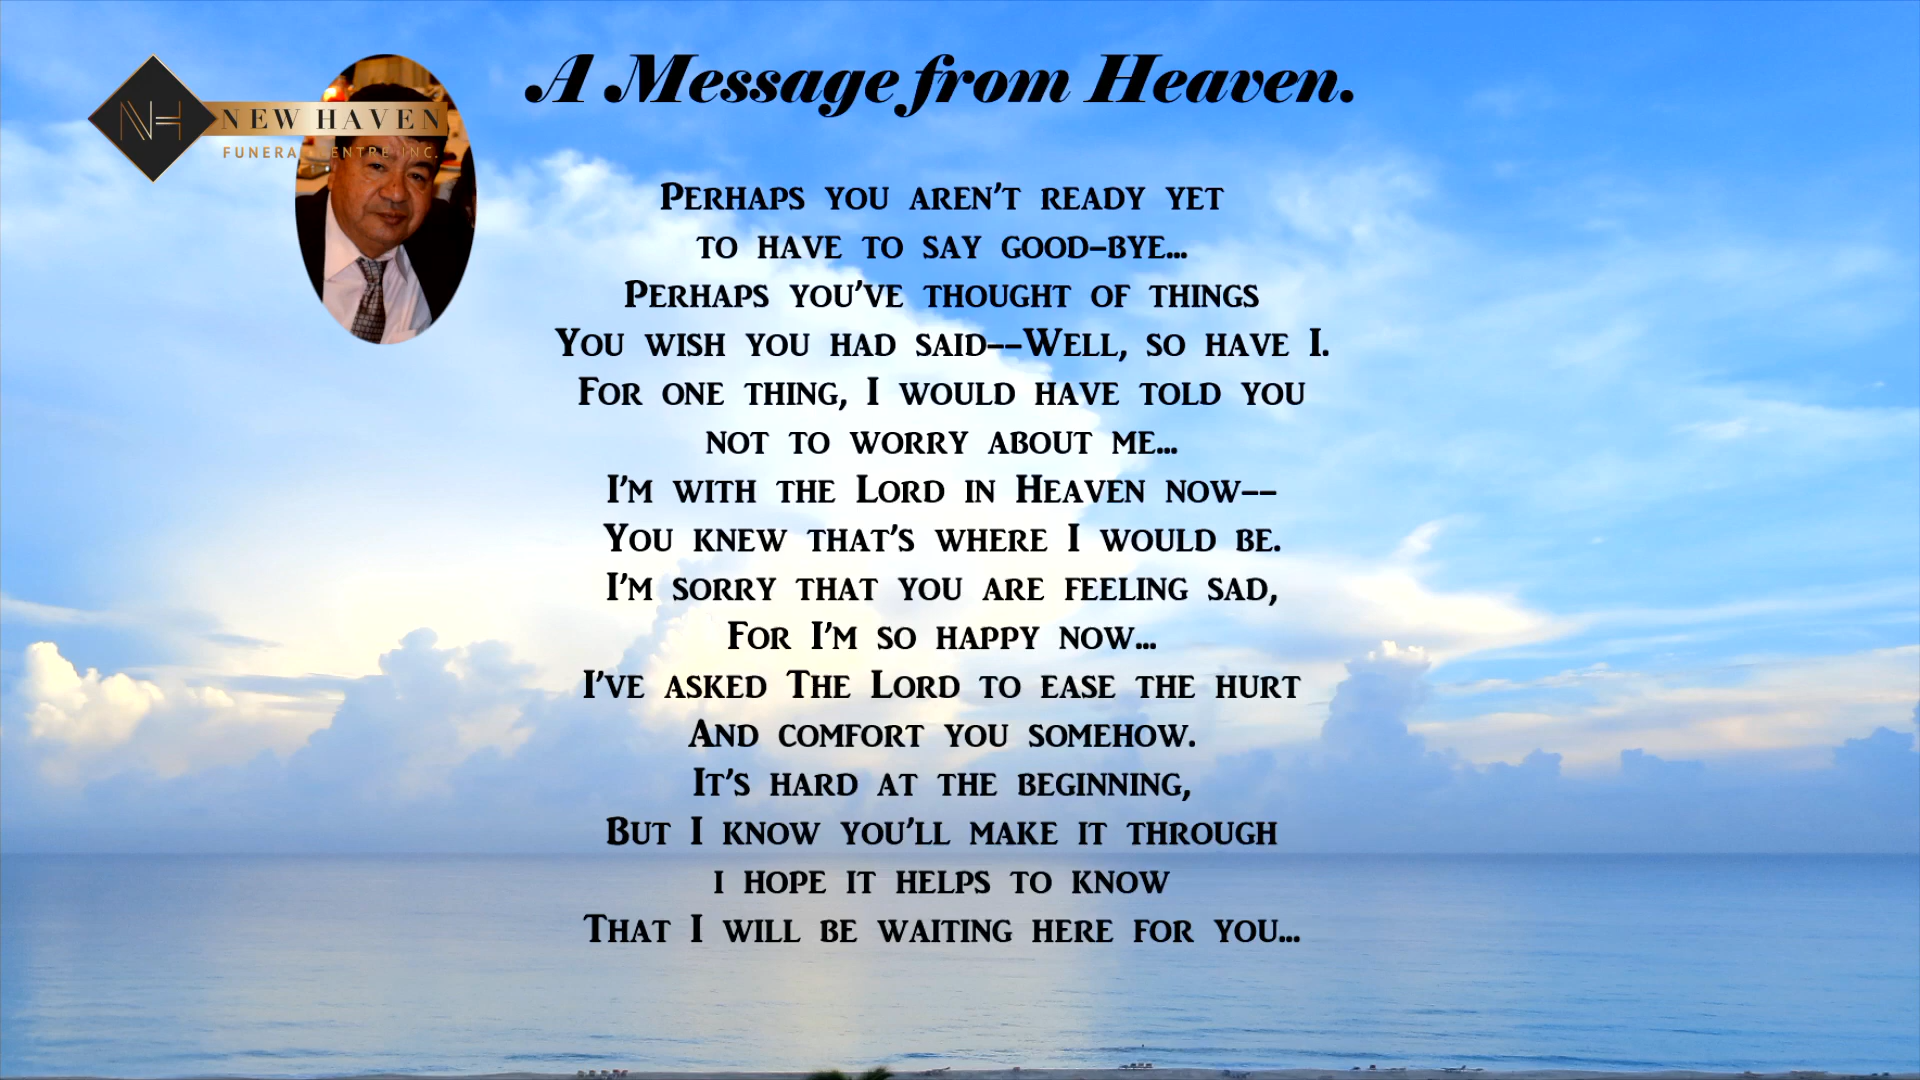 A Message from Heaven.
NEW HAVEN
FUNERA ENTRE INC.
Perhaps you aren't ready yet
to have to say good-bye...
Perhaps you've thought of things
You wish you had said--Well, so have I.
For one thing, I would have told you
not to worry about me...
I'm with the Lord in Heaven now--
You knew that's where I would be.
I'm sorry that you are feeling sad,
For I'm so happy now...
I've asked The Lord to ease the hurt
And comfort you somehow.
It's hard at the beginning,
But I know you'll make it through
i hope it helps to know
That I will be waiting here for you...